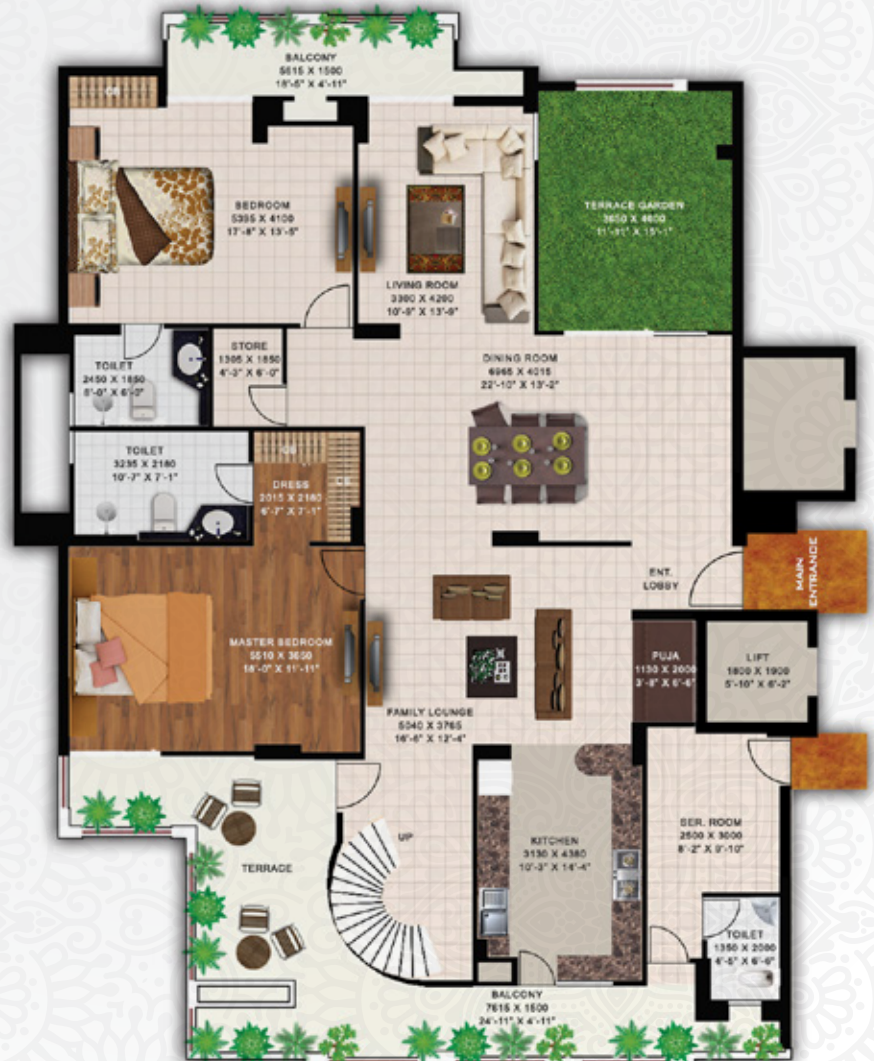 BALCONY
5615 X 1500
18'-5" X 4'-11"
CB
BEDROOM
5395 X 4100
17'-8" X 13'-5"
TERRACE GARDEN
3650 X 4600
11'-11" X 15'-1"
LIVING ROOM
3300 X 4200
10'-9" X 13'-9"
STORE
1305 X 1850
4'-3" X 6'-0"
TOILET
2450 X 1850
8'-0" X 6'-0"
DINING ROOM
6965 X 4015
22'-10" X 13'-2"
TOILET
3235 X 2180
10'-7" X 7'-1"
CB
DRESS
2015 X 2180
6'-7" X 7'-1"
CB
MAIN
ENTRANCE
ENT.
LOBBY
MASTER BEDROOM
5510 X 3650
18'-0" X 11'-11"
PUJA
1130 X 2000
3'-8" X 6'-6"
LIFT
1800 X 1900
5'-10" X 6'-2"
FAMILY LOUNGE
5040 X 3765
16'-6" X 12'-4"
UP
KITCHEN
3130 X 4380
10'-3" X 14'-4"
SER. ROOM
2500 X 3000
8'-2" X 9'-10"
TERRACE
TOILET
1350 X 2000
4'-5" X 6'-6"
BALCONY
7615 X 1500
24'-11" X 4'-11"